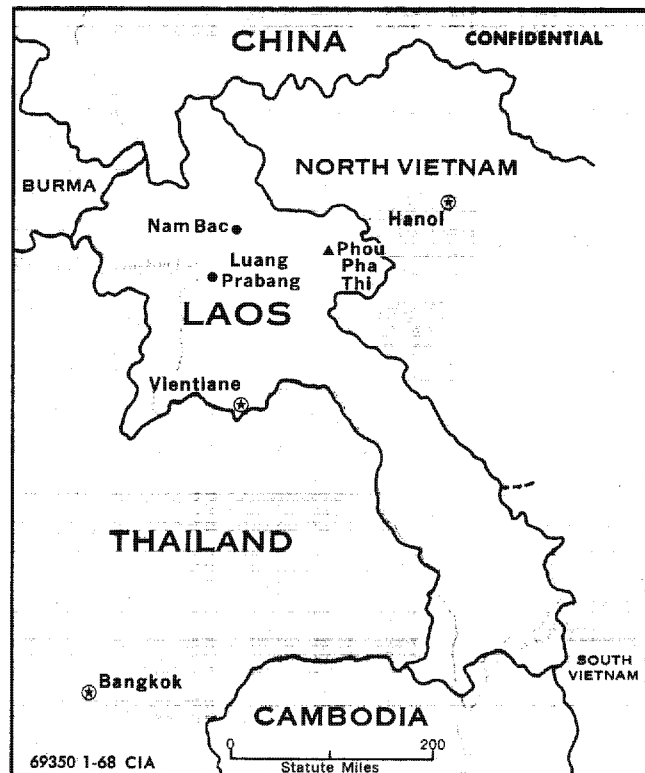 CHINA
CONFIDENTIAL
BURMA
NORTH VIETNAM
Hanoi
Nam Bac
Phou
Pha
Thi
Luang
Prabang
LAOS
Vientiane
THAILAND
SOUTH
VIETNAM
Bangkok
CAMBODIA
0 200
Statute Miles
69350 1-68 CIA